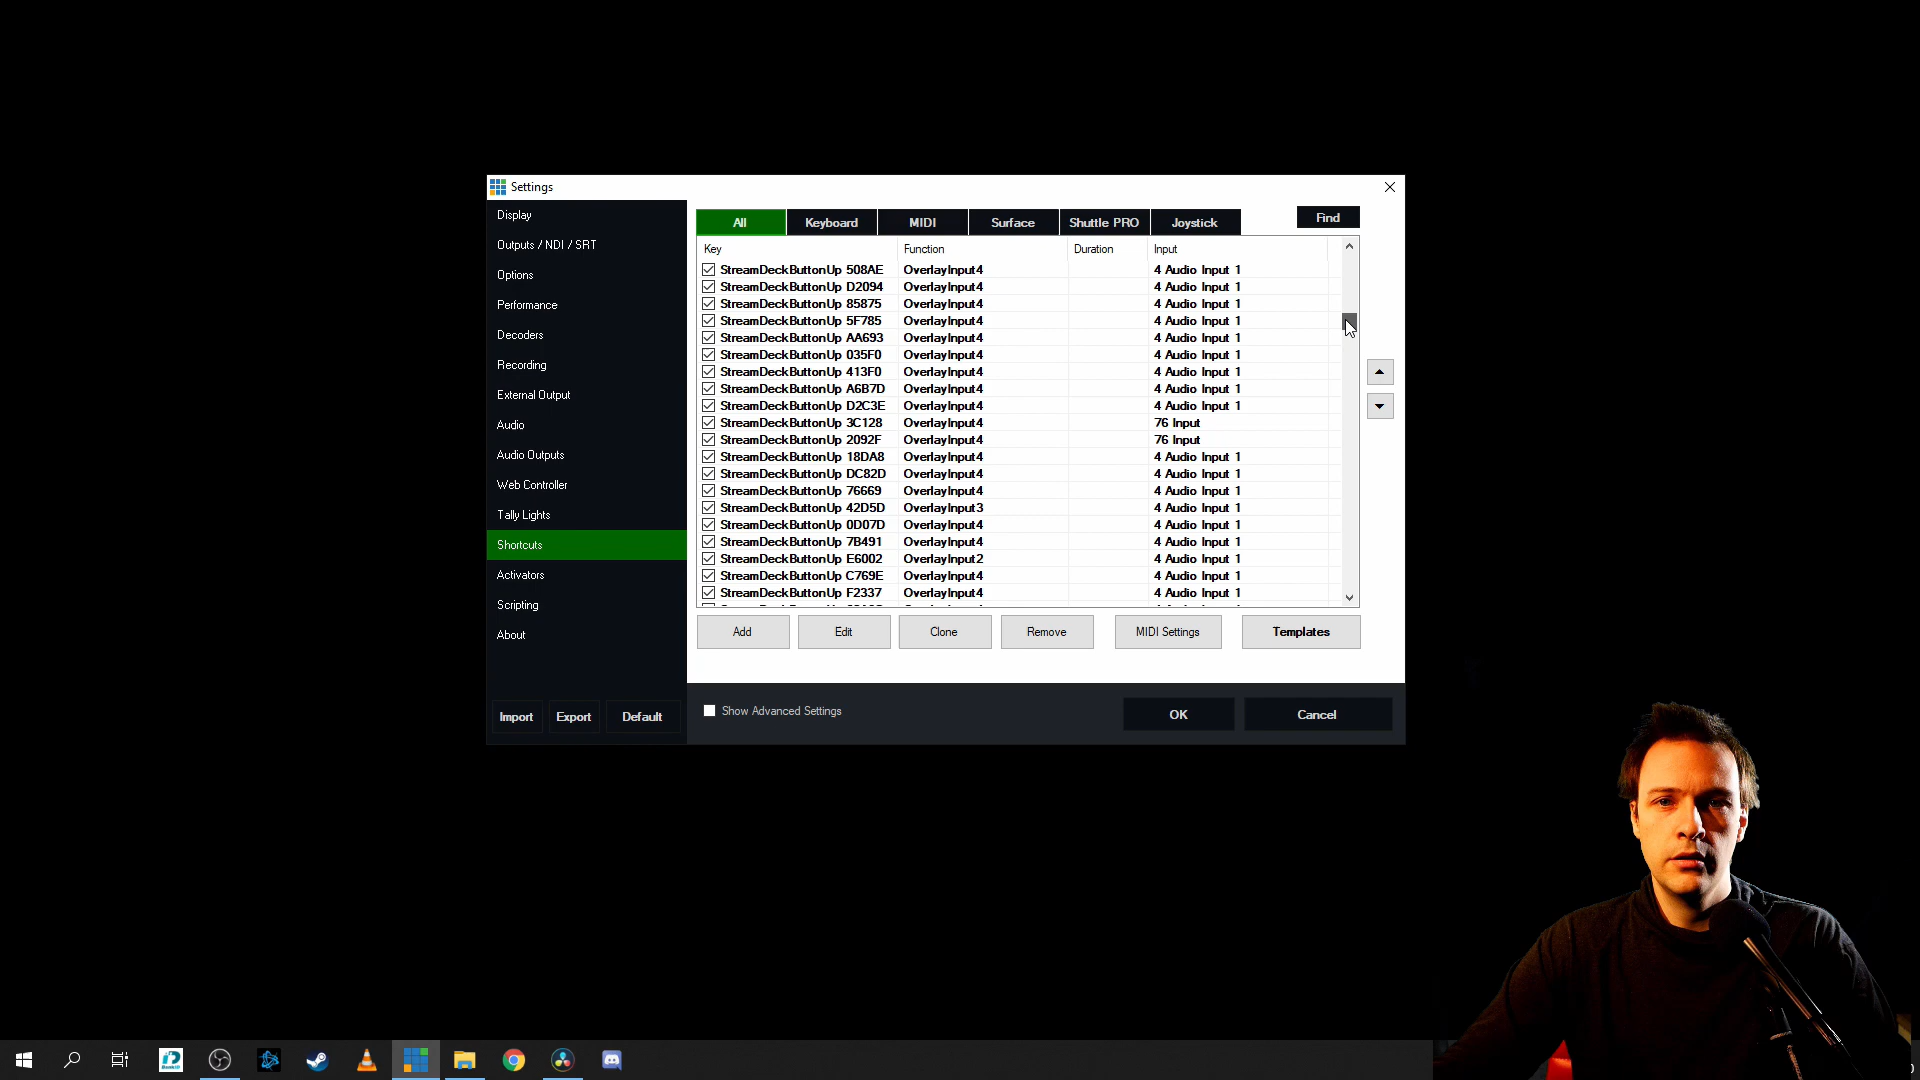 Settings
Display
Outputs / NDI / SRT
Options
Performance
Decoders
Recording
External Output
Audio
Audio Outputs
Web Controller
Tally Lights
Shortcuts
Activators
Scripting
About
Import Export Default
All Keyboard MIDI Surface Shuttle PRO Joystick Find
Key Function Duration Input
StreamDeckButtonUp 508AE OverlayInput4 4 Audio Input 1
StreamDeckButtonUp D2094 OverlayInput4 4 Audio Input 1
StreamDeckButtonUp 85875 OverlayInput4 4 Audio Input 1
StreamDeckButtonUp 5F785 OverlayInput4 4 Audio Input 1
StreamDeckButtonUp AA693 OverlayInput4 4 Audio Input 1
StreamDeckButtonUp 035F0 OverlayInput4 4 Audio Input 1
StreamDeckButtonUp 413F0 OverlayInput4 4 Audio Input 1
StreamDeckButtonUp A6B7D OverlayInput4 4 Audio Input 1
StreamDeckButtonUp D2C3E OverlayInput4 4 Audio Input 1
StreamDeckButtonUp 3C128 OverlayInput4 76 Input
StreamDeckButtonUp 2092F OverlayInput4 76 Input
StreamDeckButtonUp 18DA8 OverlayInput4 4 Audio Input 1
StreamDeckButtonUp DC82D OverlayInput4 4 Audio Input 1
StreamDeckButtonUp 76669 OverlayInput4 4 Audio Input 1
StreamDeckButtonUp 42D5D OverlayInput3 4 Audio Input 1
StreamDeckButtonUp 0D07D OverlayInput4 4 Audio Input 1
StreamDeckButtonUp 7B491 OverlayInput4 4 Audio Input 1
StreamDeckButtonUp E6002 OverlayInput2 4 Audio Input 1
StreamDeckButtonUp C769E OverlayInput4 4 Audio Input 1
StreamDeckButtonUp F2337 OverlayInput4 4 Audio Input 1
Add Edit Clone Remove MIDI Settings Templates
Show Advanced Settings OK Cancel